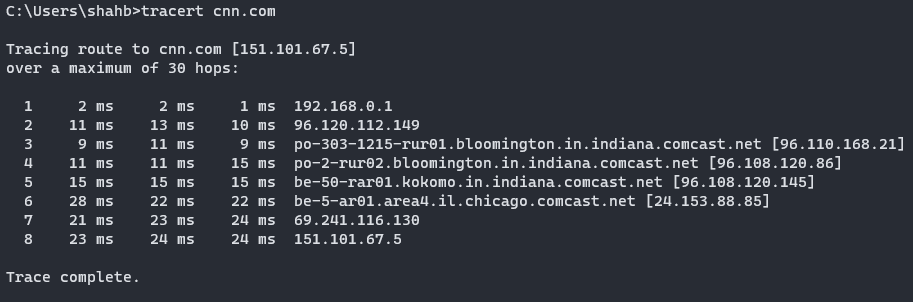 C:\Users\shahb>tracert cnn.com
Tracing route to cnn.com [151.101.67.5]
over a maximum of 30 hops:
1 2 ms 2 ms 1 ms 192.168.0.1
2 11 ms 13 ms 10 ms 96.120.112.149
3 9 ms 11 ms 9 ms po-303-1215-rur01.bloomington.in.indiana.comcast.net [96.110.168.21]
4 11 ms 11 ms 15 ms po-2-rur02.bloomington.in.indiana.comcast.net [96.108.120.86]
5 15 ms 15 ms 15 ms be-50-rar01.kokomo.in.indiana.comcast.net [96.108.120.145]
6 28 ms 22 ms 22 ms be-5-ar01.area4.il.chicago.comcast.net [24.153.88.85]
7 21 ms 23 ms 24 ms 69.241.116.130
8 23 ms 24 ms 24 ms 151.101.67.5
Trace complete.